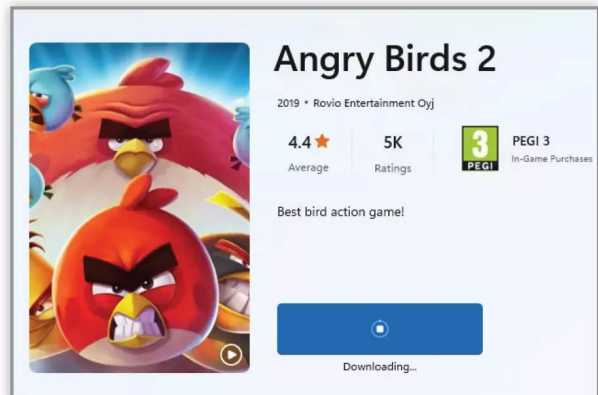 Angry Birds 2
2019 • Rovio Entertainment Oyj
4.4
Average
5K
Ratings
3
PEGI
PEGI 3
In-Game Purchases
Best bird action game!
Downloading...